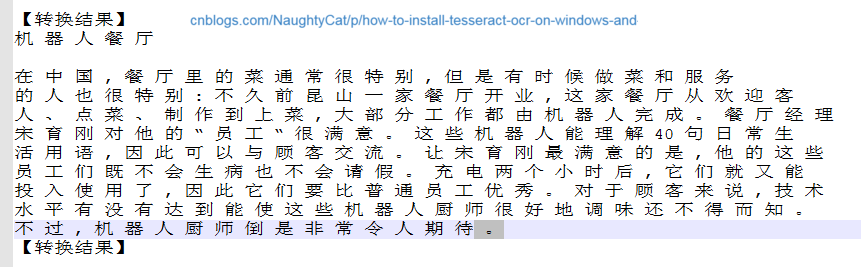 【转换结果】 cnblogs.com/NaughtyCat/p/how-to-install-tesseract-ocr-on-windows-and
机 器 人 餐 厅
在 中 国 , 餐 厅 里 的 菜 通 常 很 特 别 , 但 是 有 时 候 做 菜 和 服 务
的 人 也 很 特 别 : 不 久 前 昆 山 一 家 餐 厅 开 业 , 这 家 餐 厅 从 欢 迎 客
人 、 点 菜 、 制 作 到 上 菜 , 大 部 分 工 作 都 由 机 器 人 完 成 。 餐 厅 经 理
宋 育 刚 对 他 的 “ 员 工 “ 很 满 意 。 这 些 机 器 人 能 理 解 40 句 日 常 生
活 用 语 , 因 此 可 以 与 顾 客 交 流 。 让 宋 育 刚 最 满 意 的 是 , 他 的 这 些
员 工 们 既 不 会 生 病 也 不 会 请 假 。 充 电 两 个 小 时 后 , 它 们 就 又 能
投 入 使 用 了 , 因 此 它 们 要 比 普 通 员 工 优 秀 。 对 于 顾 客 来 说 , 技 术
水 平 有 没 有 达 到 能 使 这 些 机 器 人 厨 师 很 好 地 调 味 还 不 得 而 知 。
不 过 , 机 器 人 厨 师 倒 是 非 常 令 人 期 待 。
【转换结果】